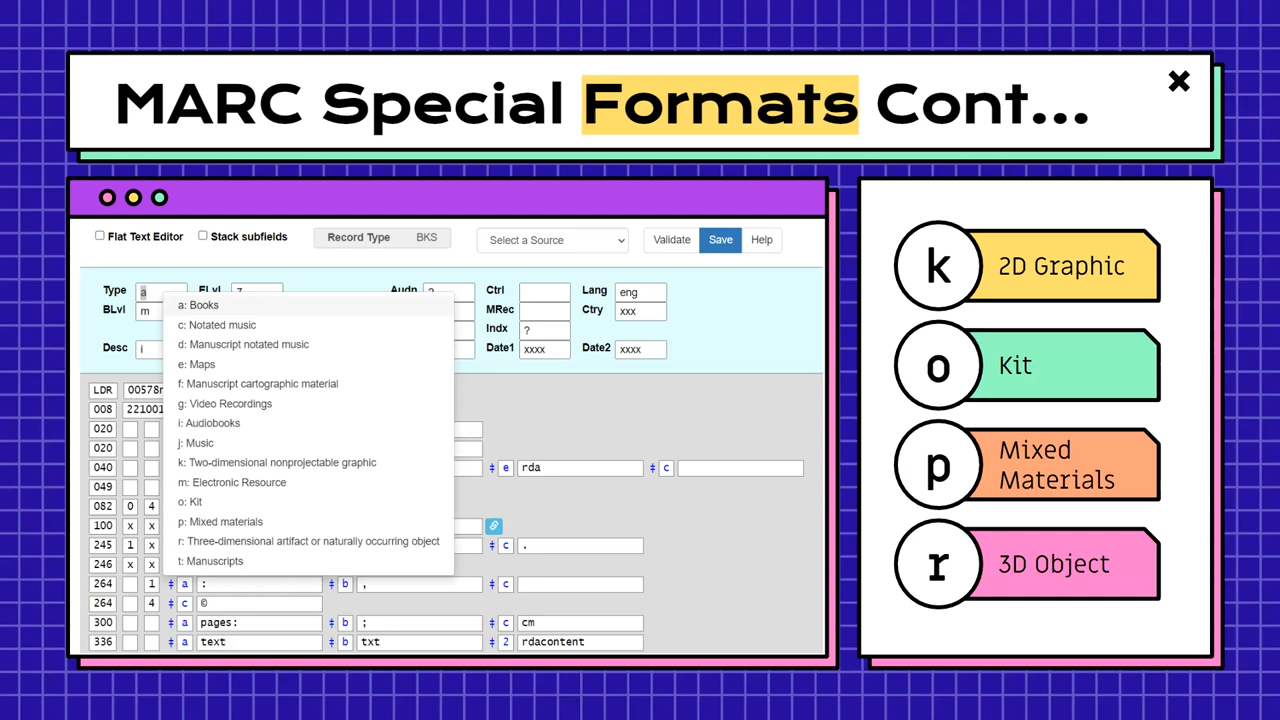 MARC Special Formats Cont...
Flat Text Editor Stack subfields Record Type BKS Select a Source Validate Save Help
Type a ELvl 7 Audn ? Ctrl Lang eng
BLvl m MRec Ctry xxx
Indx ?
Desc i Date1 xxxx Date2 xxxx
a: Books
c: Notated music
d: Manuscript notated music
e: Maps
f: Manuscript cartographic material
g: Video Recordings
i: Audiobooks
j: Music
k: Two-dimensional nonprojectable graphic
m: Electronic Resource
o: Kit
p: Mixed materials
r: Three-dimensional artifact or naturally occurring object
t: Manuscripts
LDR 00578n
008 221001
020
020
040 ‡ e rda ‡ c
049
082 0 4
100 x x
245 1 x ‡ c .
246 x x
264 1 ‡ a : ‡ b , ‡ c
264 4 ‡ c ©
300 ‡ a pages: ‡ b ; ‡ c cm
336 ‡ a text ‡ b txt ‡ 2 rdacontent
k 2D Graphic
o Kit
p Mixed
Materials
r 3D Object